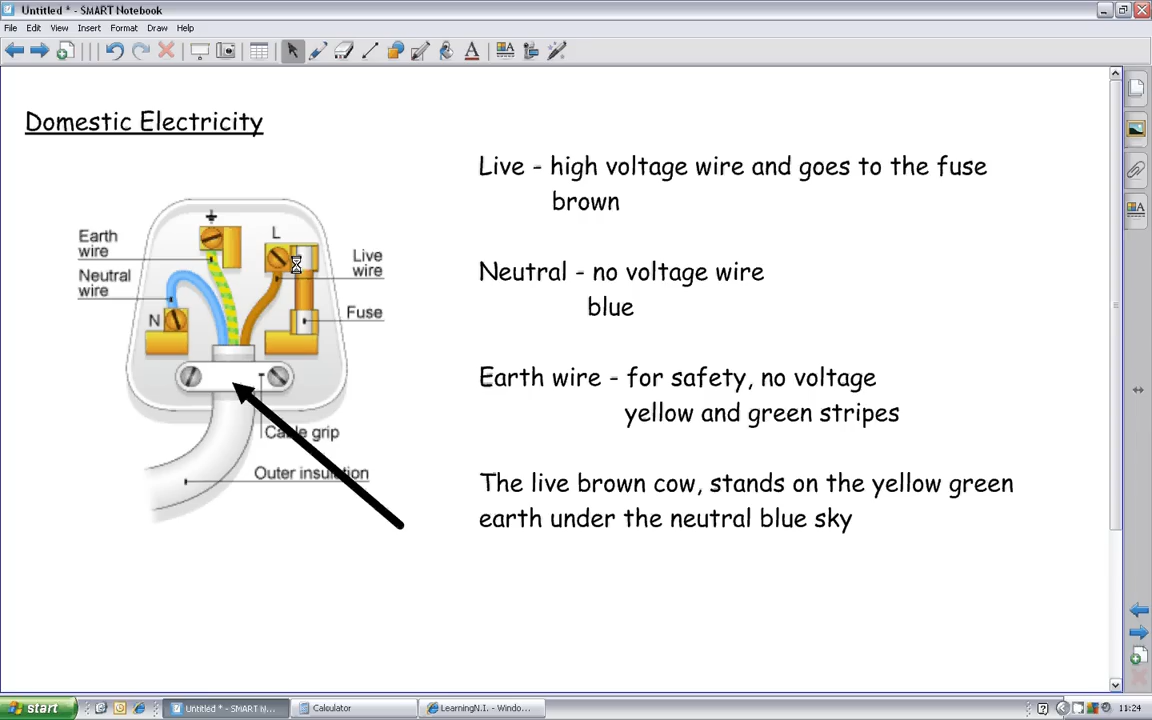 Untitled * - SMART Notebook
File Edit View Insert Format Draw Help
Domestic Electricity
Live - high voltage wire and goes to the fuse
brown
Neutral - no voltage wire
blue
Earth wire - for safety, no voltage
yellow and green stripes
The live brown cow, stands on the yellow green
earth under the neutral blue sky
Earth
wire
Neutral
wire
N
L
Live
wire
Fuse
Cable grip
Outer insulation
start
Untitled * - SMART N...
Calculator
LearningN.I. - Windo...
11:24